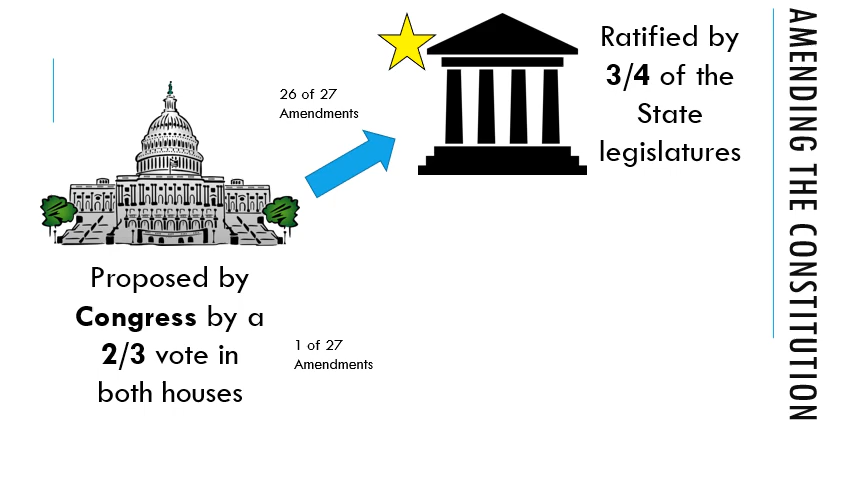 AMENDING THE CONSTITUTION
26 of 27
Amendments
Ratified by
3/4 of the
State
legislatures
Proposed by
Congress by a
2/3 vote in
both houses
1 of 27
Amendments